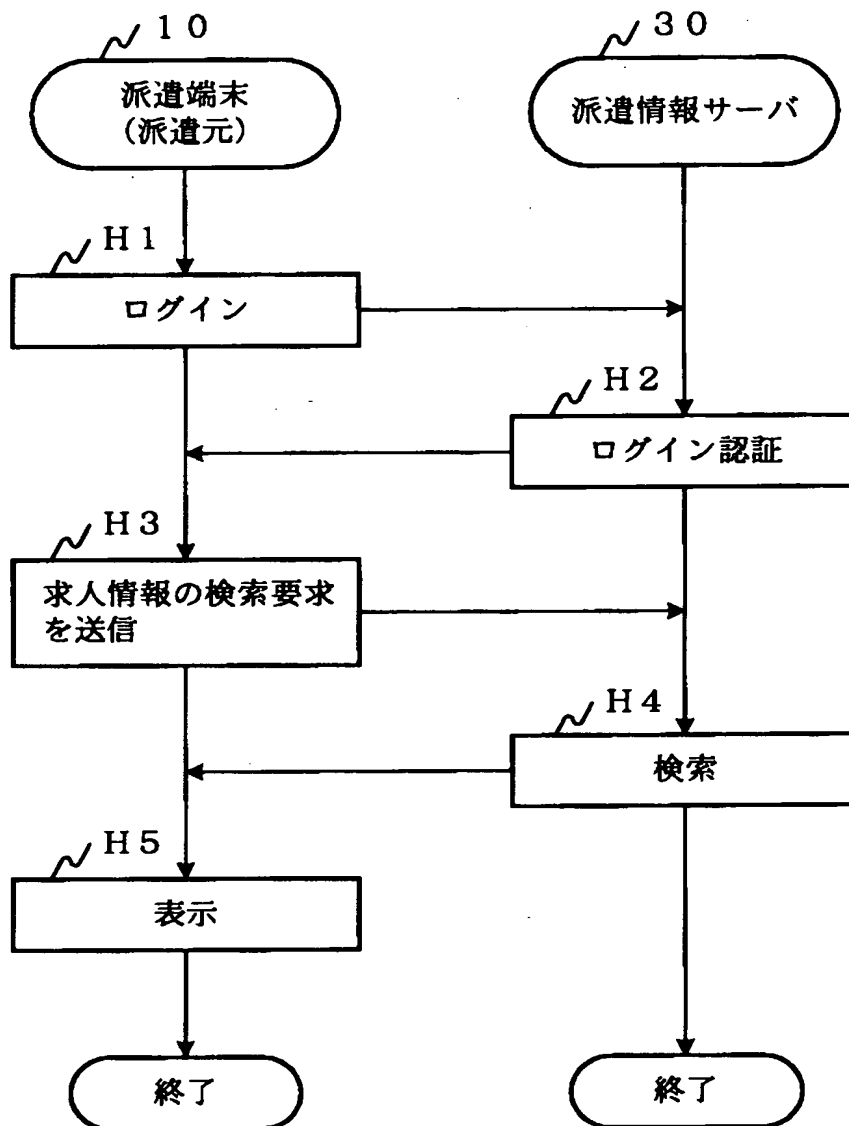 １０
３０
派遣端末
（派遣元）
派遣情報サーバ
Ｈ１
ログイン
Ｈ２
ログイン認証
Ｈ３
求人情報の検索要求
を送信
Ｈ４
検索
Ｈ５
表示
終了
終了